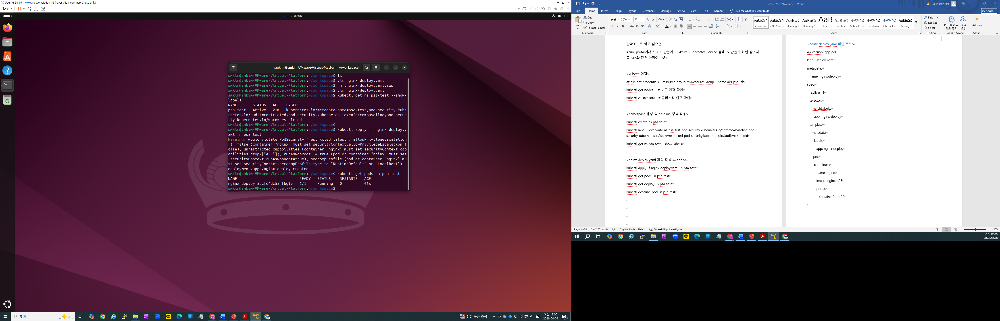 Ubuntu 64-bit - VMware Workstation 16 Player (Non-commercial use only)
Player
Apr 9 00:06
smkim@smkim-VMware-Virtual-Platform: ~/workspace
smkim@smkim-VMware-Virtual-Platform:~/workspace$ ls
smkim@smkim-VMware-Virtual-Platform:~/workspace$ vim nginx-deploy.yaml
smkim@smkim-VMware-Virtual-Platform:~/workspace$ rm .nginx-deploy.yaml.swp
smkim@smkim-VMware-Virtual-Platform:~/workspace$ vim nginx-deploy.yaml
smkim@smkim-VMware-Virtual-Platform:~/workspace$ kubectl get ns psa-test --show-
labels
NAME STATUS AGE LABELS
psa-test Active 21m kubernetes.io/metadata.name=psa-test,pod-security.kube
rnetes.io/audit=restricted,pod-security.kubernetes.io/enforce=baseline,pod-secur
ity.kubernetes.io/warn=restricted
smkim@smkim-VMware-Virtual-Platform:~/workspace$
smkim@smkim-VMware-Virtual-Platform:~/workspace$ kubectl apply -f nginx-deploy.y
aml -n psa-test
Warning: would violate PodSecurity "restricted:latest": allowPrivilegeEscalation
!= false (container "nginx" must set securityContext.allowPrivilegeEscalation=f
alse), unrestricted capabilities (container "nginx" must set securityContext.cap
abilities.drop=["ALL"]), runAsNonRoot != true (pod or container "nginx" must set
securityContext.runAsNonRoot=true), seccompProfile (pod or container "nginx" mu
st set securityContext.seccompProfile.type to "RuntimeDefault" or "Localhost")
deployment.apps/nginx-deploy created
smkim@smkim-VMware-Virtual-Platform:~/workspace$ kubectl get pods -n psa-test
NAME READY STATUS RESTARTS AGE
nginx-deploy-5bcfd4dc55-fbglv 1/1 Running 0 66s
smkim@smkim-VMware-Virtual-Platform:~/workspace$
찾기
9°C 구름 조금
오전 12:06
2026-04-09
2주차 추가 자료.docx - Word
Seongmin Kim
File Home Insert Design Layout References Mailings Review View Help Acrobat Tell me what you want to do
Share
Paste
Cut
Copy
Format Painter
맑은 고딕 (Body
11
AaBbCcD Normal
AaBbCcD No Spac...
AaBbC Heading 1
AaBbC Heading 2
AaB Title
AaBbC Subtitle
AaBbCcD Subtle Em...
AaBbCcD Emphasis
AaBbCcD Intense E...
AaBbCcD Strong
Find
Replace
Select
PDF 생성 및 링크 공유
서명 요청
Add-ins
Clipboard Font Paragraph Styles Editing Adobe Acrobat Add-ins
만약 GUI로 하고 싶으면
Azure portal에서 리소스 만들기 -> Azure Kubernetes Service 검색 -> 만들기 하면 강의자
료 81p와 같은 화면이 나옴
<kubectl 연결>
az aks get-credentials --resource-group myResourceGroup --name aks-psa-lab
kubectl get nodes # 노드 연결 확인
kubectl cluster-info # 클러스터 인포 확인
<namespace 생성 및 baseline 정책 적용>
kubectl create ns psa-test
kubectl label --overwrite ns psa-test pod-security.kubernetes.io/enforce=baseline pod-
security.kubernetes.io/warn=restricted pod-security.kubernetes.io/audit=restricted
kubectl get ns psa-test --show-labels
<nginx-deploy.yaml 파일 작성 후 apply>
kubectl apply -f nginx-deploy.yaml -n psa-test
kubectl get pods -n psa-test
kubectl get deploy -n psa-test
kubectl describe pod -n psa-test
<nginx-deploy.yaml 파일 코드>
apiVersion: apps/v1
kind: Deployment
metadata:
name: nginx-deploy
spec:
replicas: 1
selector:
matchLabels:
app: nginx-deploy
template:
metadata:
labels:
app: nginx-deploy
spec:
containers:
- name: nginx
image: nginx:1.25
ports:
- containerPort: 80
Page 3 of 4 5 of 270 words English (United States) Accessibility: Investigate
100%
오전 12:06
2026-04-09